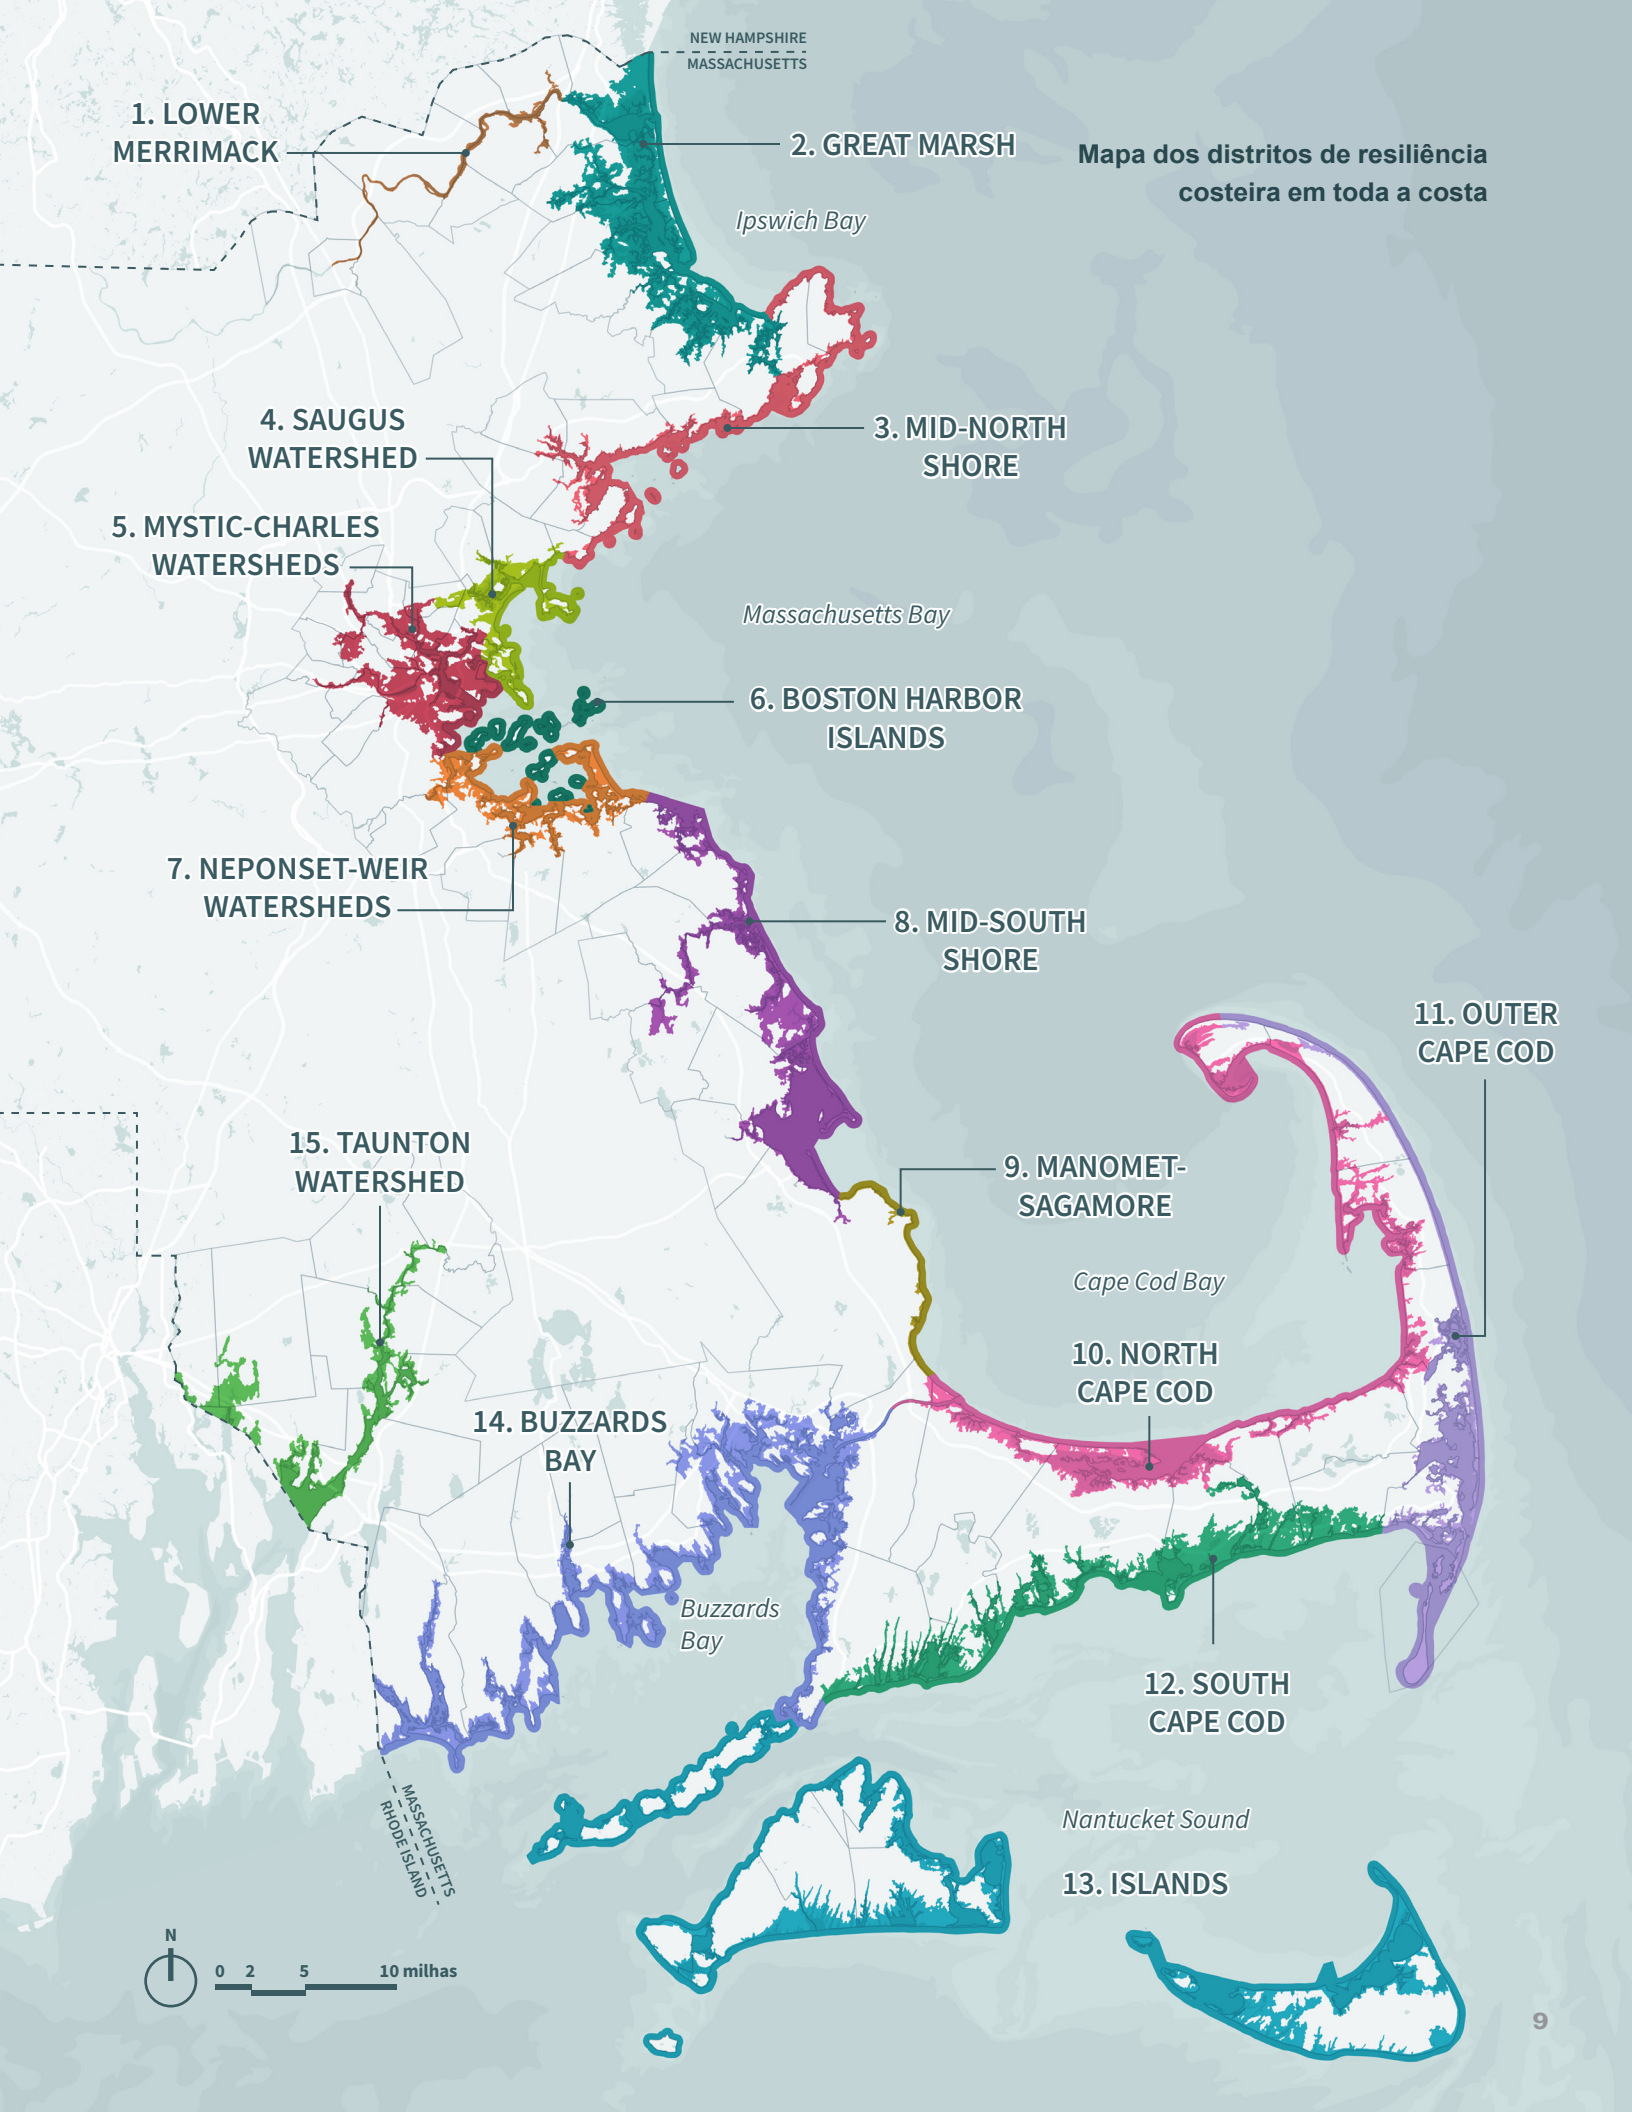 NEW HAMPSHIRE
MASSACHUSETTS
1. LOWER
MERRIMACK
2. GREAT MARSH
Mapa dos distritos de resiliência
costeira em toda a costa
Ipswich Bay
4. SAUGUS
WATERSHED
3. MID-NORTH
SHORE
5. MYSTIC-CHARLES
WATERSHEDS
Massachusetts Bay
6. BOSTON HARBOR
ISLANDS
7. NEPONSET-WEIR
WATERSHEDS
8. MID-SOUTH
SHORE
11. OUTER
CAPE COD
15. TAUNTON
WATERSHED
9. MANOMET-
SAGAMORE
Cape Cod Bay
10. NORTH
CAPE COD
14. BUZZARDS
BAY
Buzzards
Bay
12. SOUTH
CAPE COD
MASSACHUSETTS
RHODE ISLAND
Nantucket Sound
13. ISLANDS
N
0 2 5 10 milhas
9